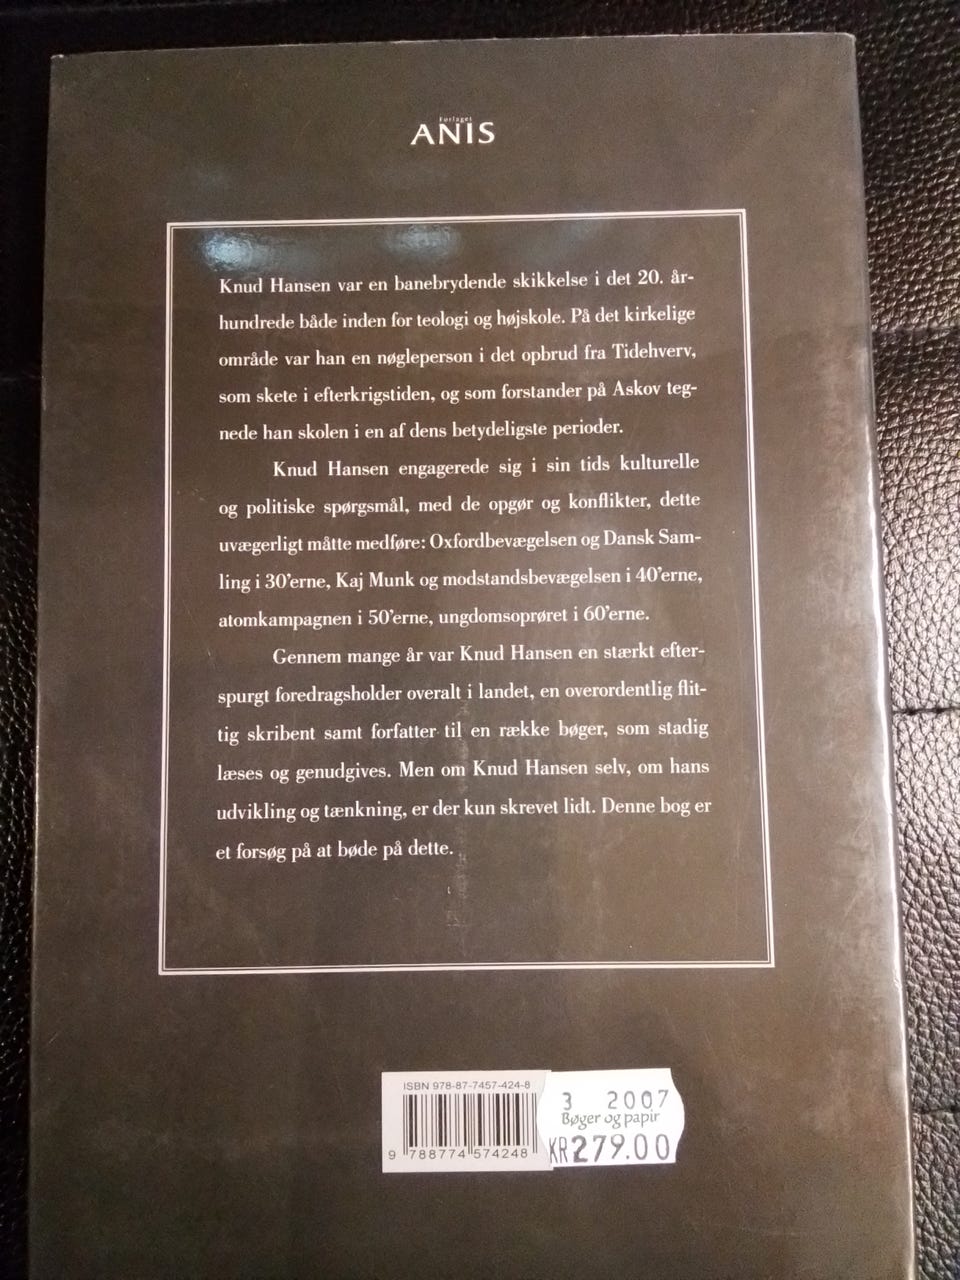 Forlaget
ANIS
Knud Hansen var en banebrydende skikkelse i det 20. år-
hundrede både inden for teologi og højskole. På det kirkelige
område var han en nøgleperson i det opbrud fra Tidehverv,
som skete i efterkrigstiden, og som forstander på Askov teg-
nede han skolen i en af dens betydeligste perioder.
Knud Hansen engagerede sig i sin tids kulturelle
og politiske spørgsmål, med de opgør og konflikter, dette
uvægerligt måtte medføre: Oxfordbevægelsen og Dansk Sam-
ling i 30'erne, Kaj Munk og modstandsbevægelsen i 40'erne,
atomkampagnen i 50'erne, ungdomsoprøret i 60'erne.
Gennem mange år var Knud Hansen en stærkt efter-
spurgt foredragsholder overalt i landet, en overordentlig flit-
tig skribent samt forfatter til en række bøger, som stadig
læses og genudgives. Men om Knud Hansen selv, om hans
udvikling og tænkning, er der kun skrevet lidt. Denne bog er
et forsøg på at bøde på dette.
ISBN 978-87-7457-424-8
9 788774 574248
3 2007
Bøger og papir
KR279.00